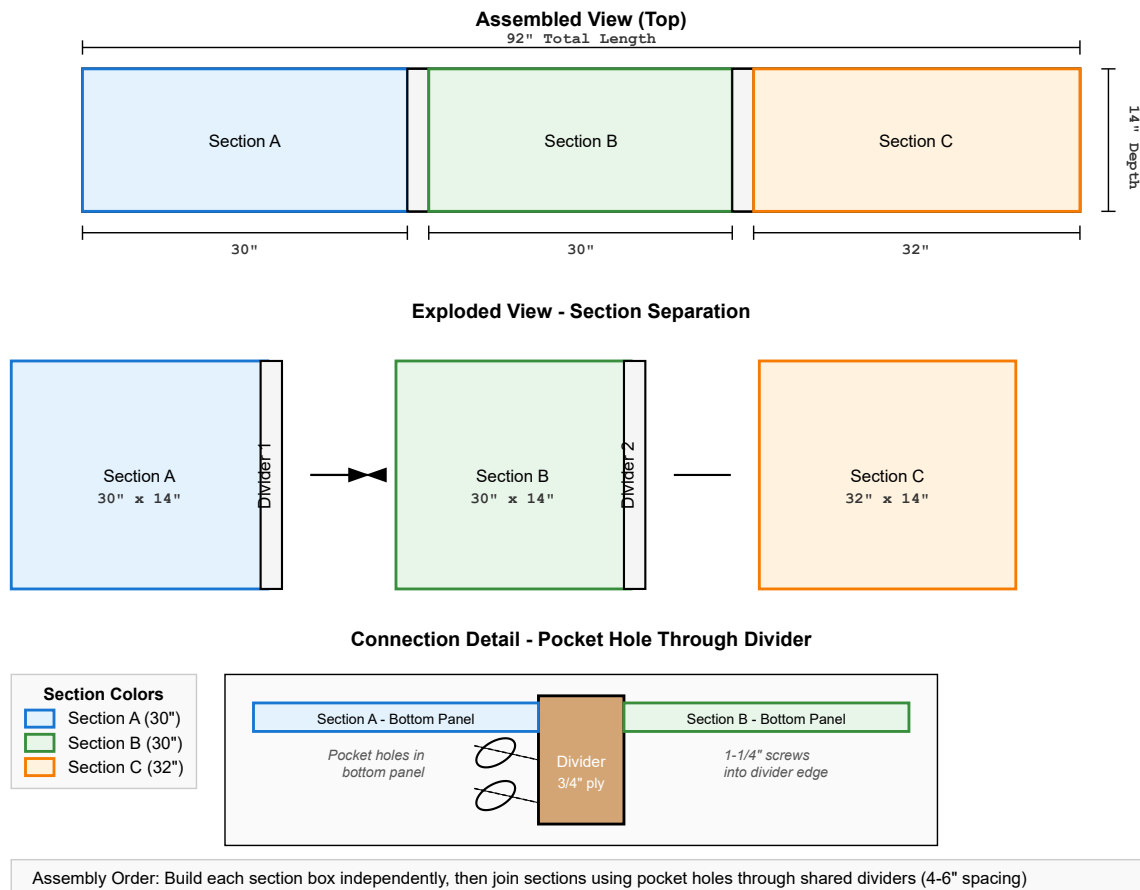 Assembled View (Top)
92" Total Length
Section A
Section B
Section C
14" Depth
30"
30"
32"
Exploded View - Section Separation
Section A
30" x 14"
Divider 1
Section B
30" x 14"
Divider 2
Section C
32" x 14"
Connection Detail - Pocket Hole Through Divider
Section Colors
Section A (30")
Section B (30")
Section C (32")
Section A - Bottom Panel
Section B - Bottom Panel
Pocket holes in
bottom panel
Divider
3/4" ply
1-1/4" screws
into divider edge
Assembly Order: Build each section box independently, then join sections using pocket holes through shared dividers (4-6" spacing)